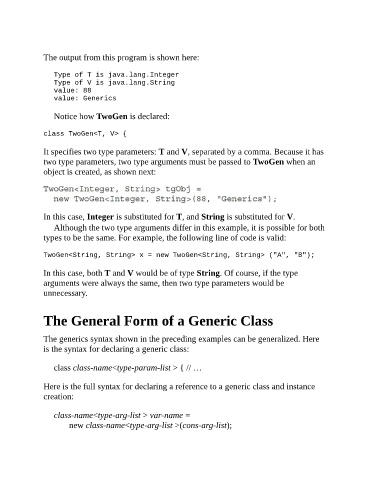 The output from this program is shown here:
Type of T is java.lang.Integer
Type of V is java.lang.String
value: 88
value: Generics
Notice how TwoGen is declared:
class TwoGen<T, V> {
It specifies two type parameters: T and V, separated by a comma. Because it has
two type parameters, two type arguments must be passed to TwoGen when an
object is created, as shown next:
TwoGen<Integer, String> tgObj =
new TwoGen<Integer, String>(88, "Generics");
In this case, Integer is substituted for T, and String is substituted for V.
Although the two type arguments differ in this example, it is possible for both
types to be the same. For example, the following line of code is valid:
TwoGen<String, String> x = new TwoGen<String, String> ("A", "B");
In this case, both T and V would be of type String. Of course, if the type
arguments were always the same, then two type parameters would be
unnecessary.
The General Form of a Generic Class
The generics syntax shown in the preceding examples can be generalized. Here
is the syntax for declaring a generic class:
class class-name<type-param-list > { // …
Here is the full syntax for declaring a reference to a generic class and instance
creation:
class-name<type-arg-list > var-name =
new class-name<type-arg-list >(cons-arg-list);